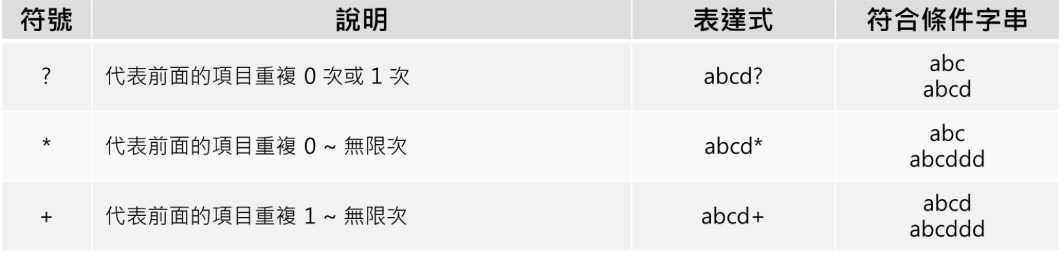 符號 說明 表達式 符合條件字串
? 代表前面的項目重複 0 次或 1 次 abcd? abc
abcd
* 代表前面的項目重複 0 ~ 無限次 abcd* abc
abcddd
+ 代表前面的項目重複 1 ~ 無限次 abcd+ abcd
abcddd